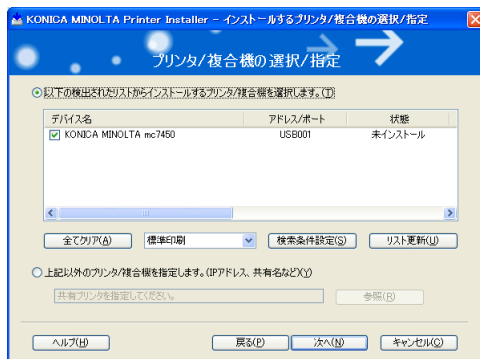 KONICA MINOLTA Printer Installer - インストールするプリンタ/複合機の選択/指定
プリンタ/複合機の選択/指定
以下の検出されたリストからインストールするプリンタ/複合機を選択します。(T)
デバイス名 アドレス/ポート 状態
KONICA MINOLTA mc7450 USB001 未インストール
全てクリア(A) 標準印刷 検索条件設定(S) リスト更新(U)
上記以外のプリンタ/複合機を指定します。(IPアドレス、共有名など)(Y)
共有プリンタを指定してください。 参照(R)
ヘルプ(H) 戻る(P) 次へ(N) キャンセル(C)